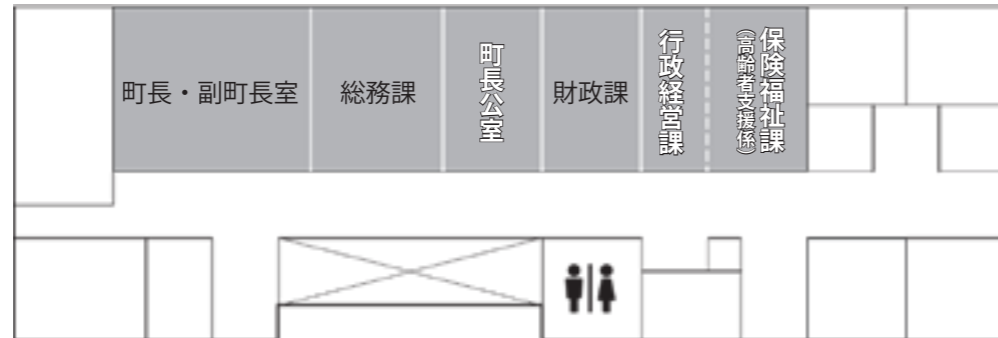 町長・副町長室
総務課
町長公室
財政課
行政経営課
保険福祉課
（高齢者支援係）